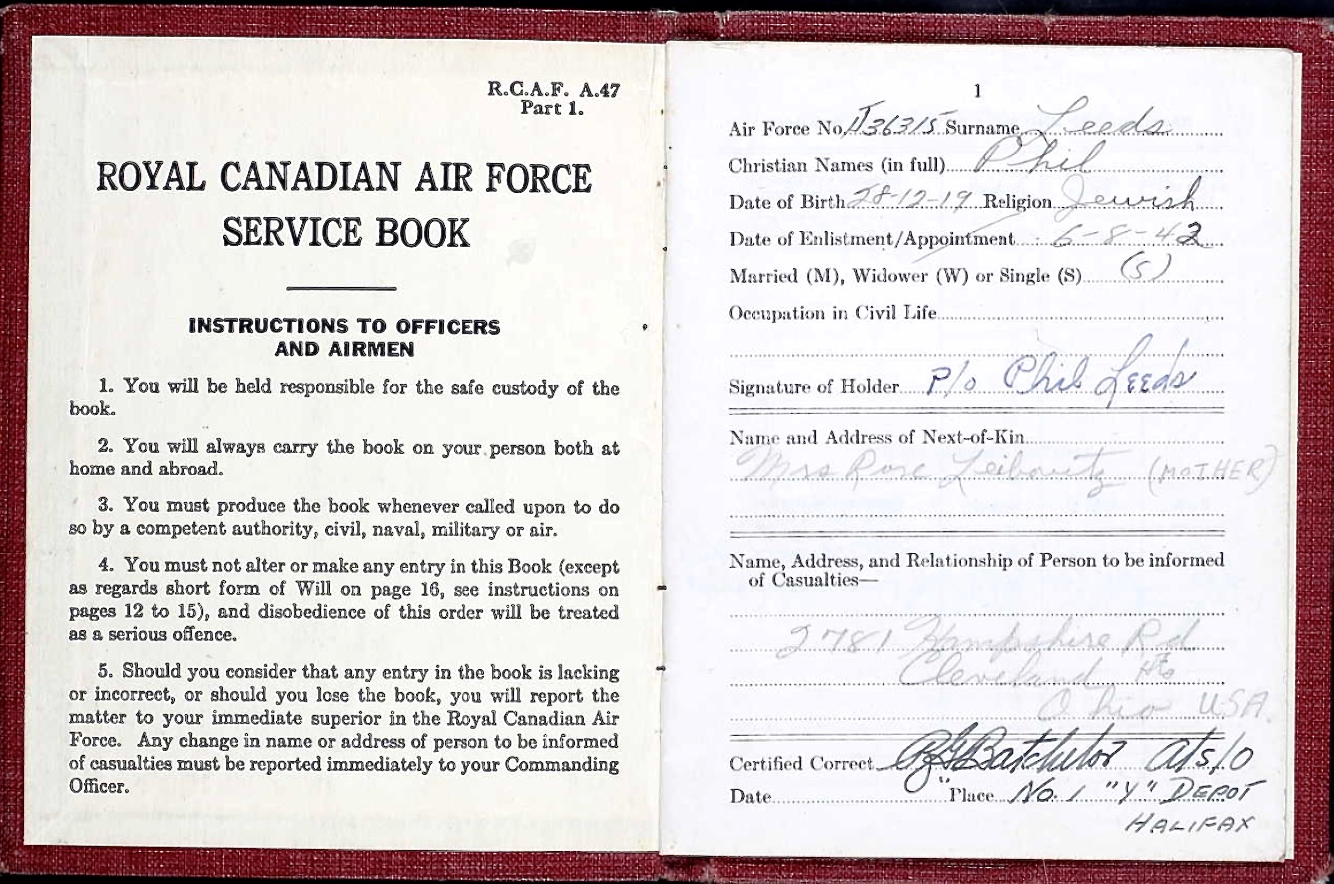 R.C.A.F. A.47
Part 1.
ROYAL CANADIAN AIR FORCE
SERVICE BOOK
INSTRUCTIONS TO OFFICERS
AND AIRMEN
1. You will be held responsible for the safe custody of the
book.
2. You will always carry the book on your person both at
home and abroad.
3. You must produce the book whenever called upon to do
so by a competent authority, civil, naval, military or air.
4. You must not alter or make any entry in this Book (except
as regards short form of Will on page 16, see instructions on
pages 12 to 15), and disobedience of this order will be treated
as a serious offence.
5. Should you consider that any entry in the book is lacking
or incorrect, or should you lose the book, you will report the
matter to your immediate superior in the Royal Canadian Air
Force. Any change in name or address of person to be informed
of casualties must be reported immediately to your Commanding
Officer.
1
Air Force No. J36315 Surname Leeds
Christian Names (in full) Phil
Date of Birth 28-12-19 Religion Jewish
Date of Enlistment/Appointment 6-8-43
Married (M), Widower (W) or Single (S) (S)
Occupation in Civil Life
Signature of Holder P/o Phil Leeds
Name and Address of Next-of-Kin
Mrs Rose Leibovitz (MOTHER)
Name, Address, and Relationship of Person to be informed
of Casualties—
2781 Hampshire Rd
Cleveland Hts
Ohio USA.
Certified Correct Batchelor
Date Place No. 1 "Y" DEPOT
HALIFAX